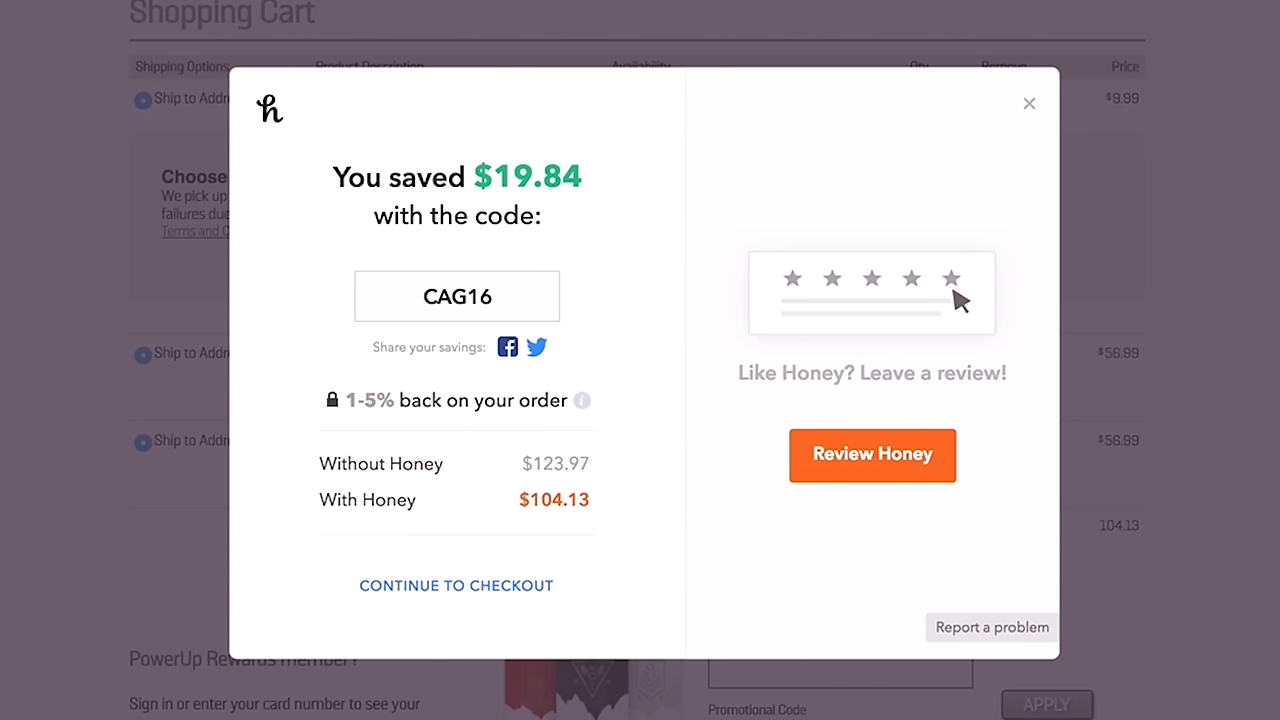 Shopping Cart
Shipping Options Product Description Availability Qty Remove Price
Ship to Addr $9.99
Choose
We pick up
failures due
Terms and C
Ship to Addr $56.99
Ship to Addr $56.99
104.13
h
You saved $19.84
with the code:
CAG16
Share your savings:
1-5% back on your order i
Without Honey $123.97
With Honey $104.13
CONTINUE TO CHECKOUT
Like Honey? Leave a review!
Review Honey
Report a problem
PowerUp Rewards member?
Sign in or enter your card number to see your
Promotional Code
APPLY